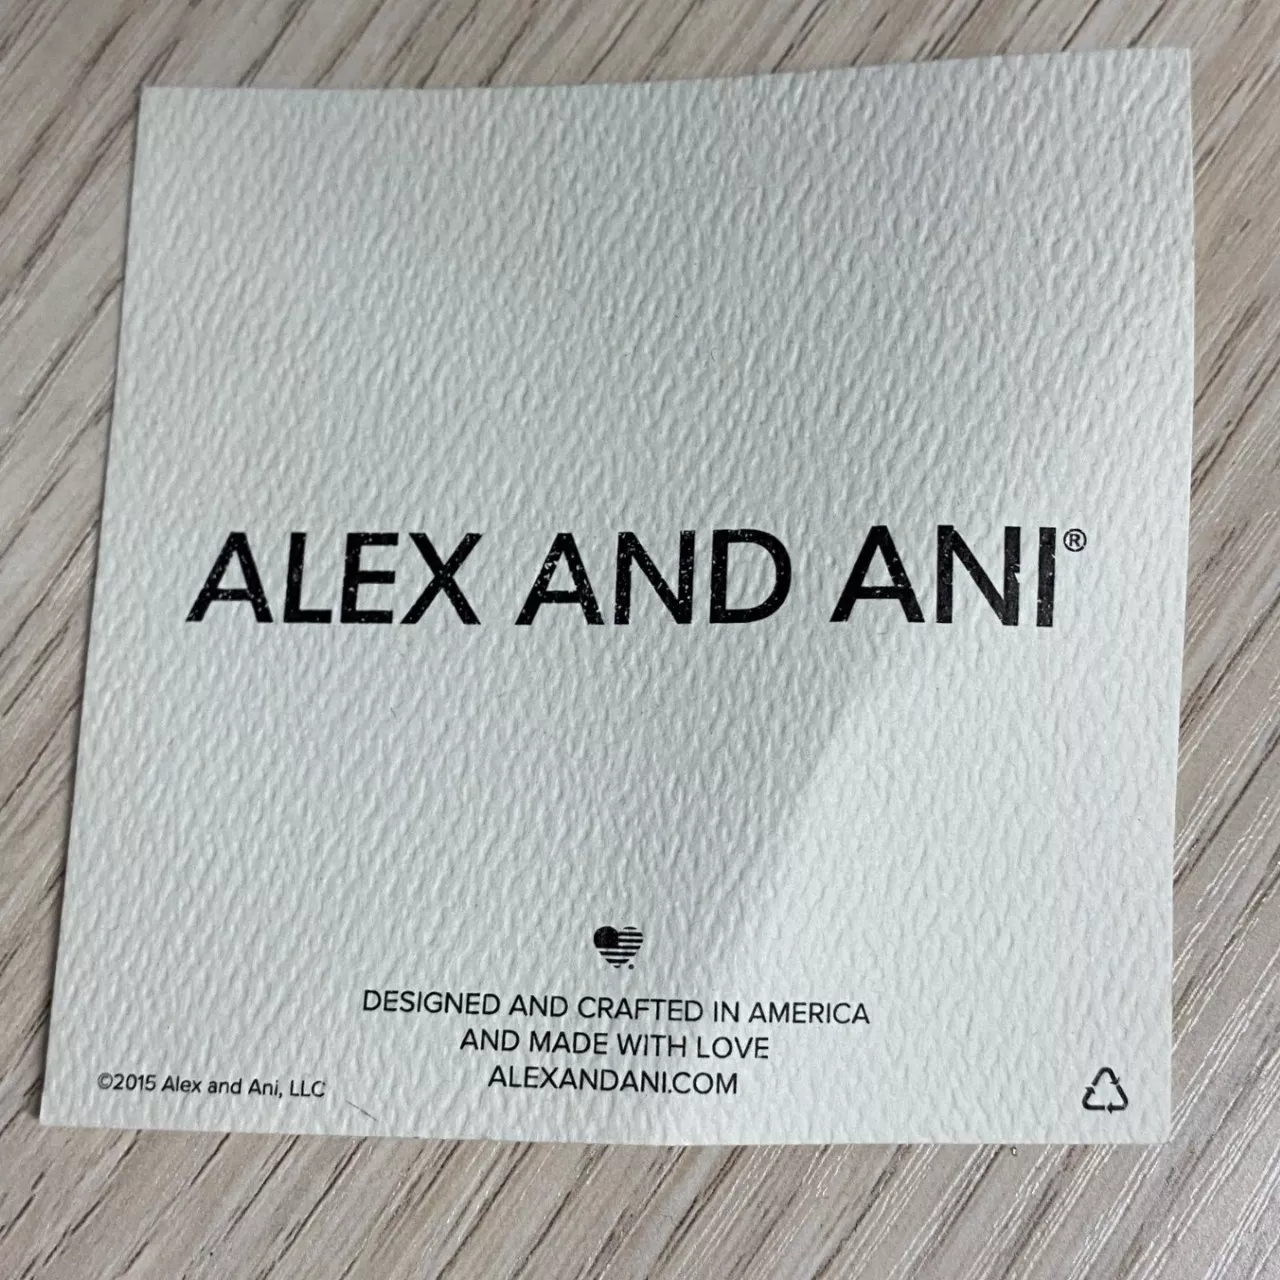 ALEX AND ANI®
DESIGNED AND CRAFTED IN AMERICA
AND MADE WITH LOVE
ALEXANDANI.COM
©2015 Alex and Ani, LLC